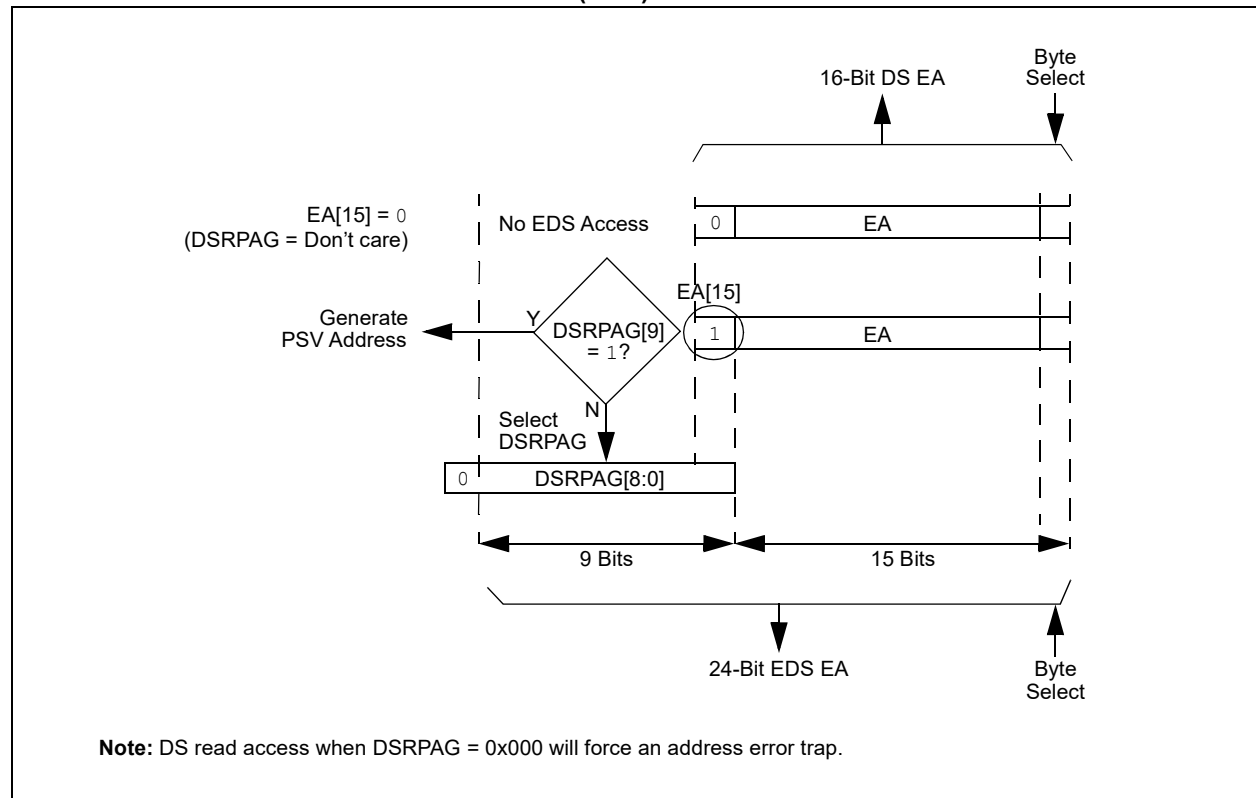 16-Bit DS EA
Byte
Select
EA[15] = 0
(DSRPAG = Don't care)
No EDS Access
0
EA
EA[15]
Generate
PSV Address
Y
DSRPAG[9]
= 1?
1
EA
N
Select
DSRPAG
0
DSRPAG[8:0]
9 Bits
15 Bits
24-Bit EDS EA
Byte
Select
Note: DS read access when DSRPAG = 0x000 will force an address error trap.